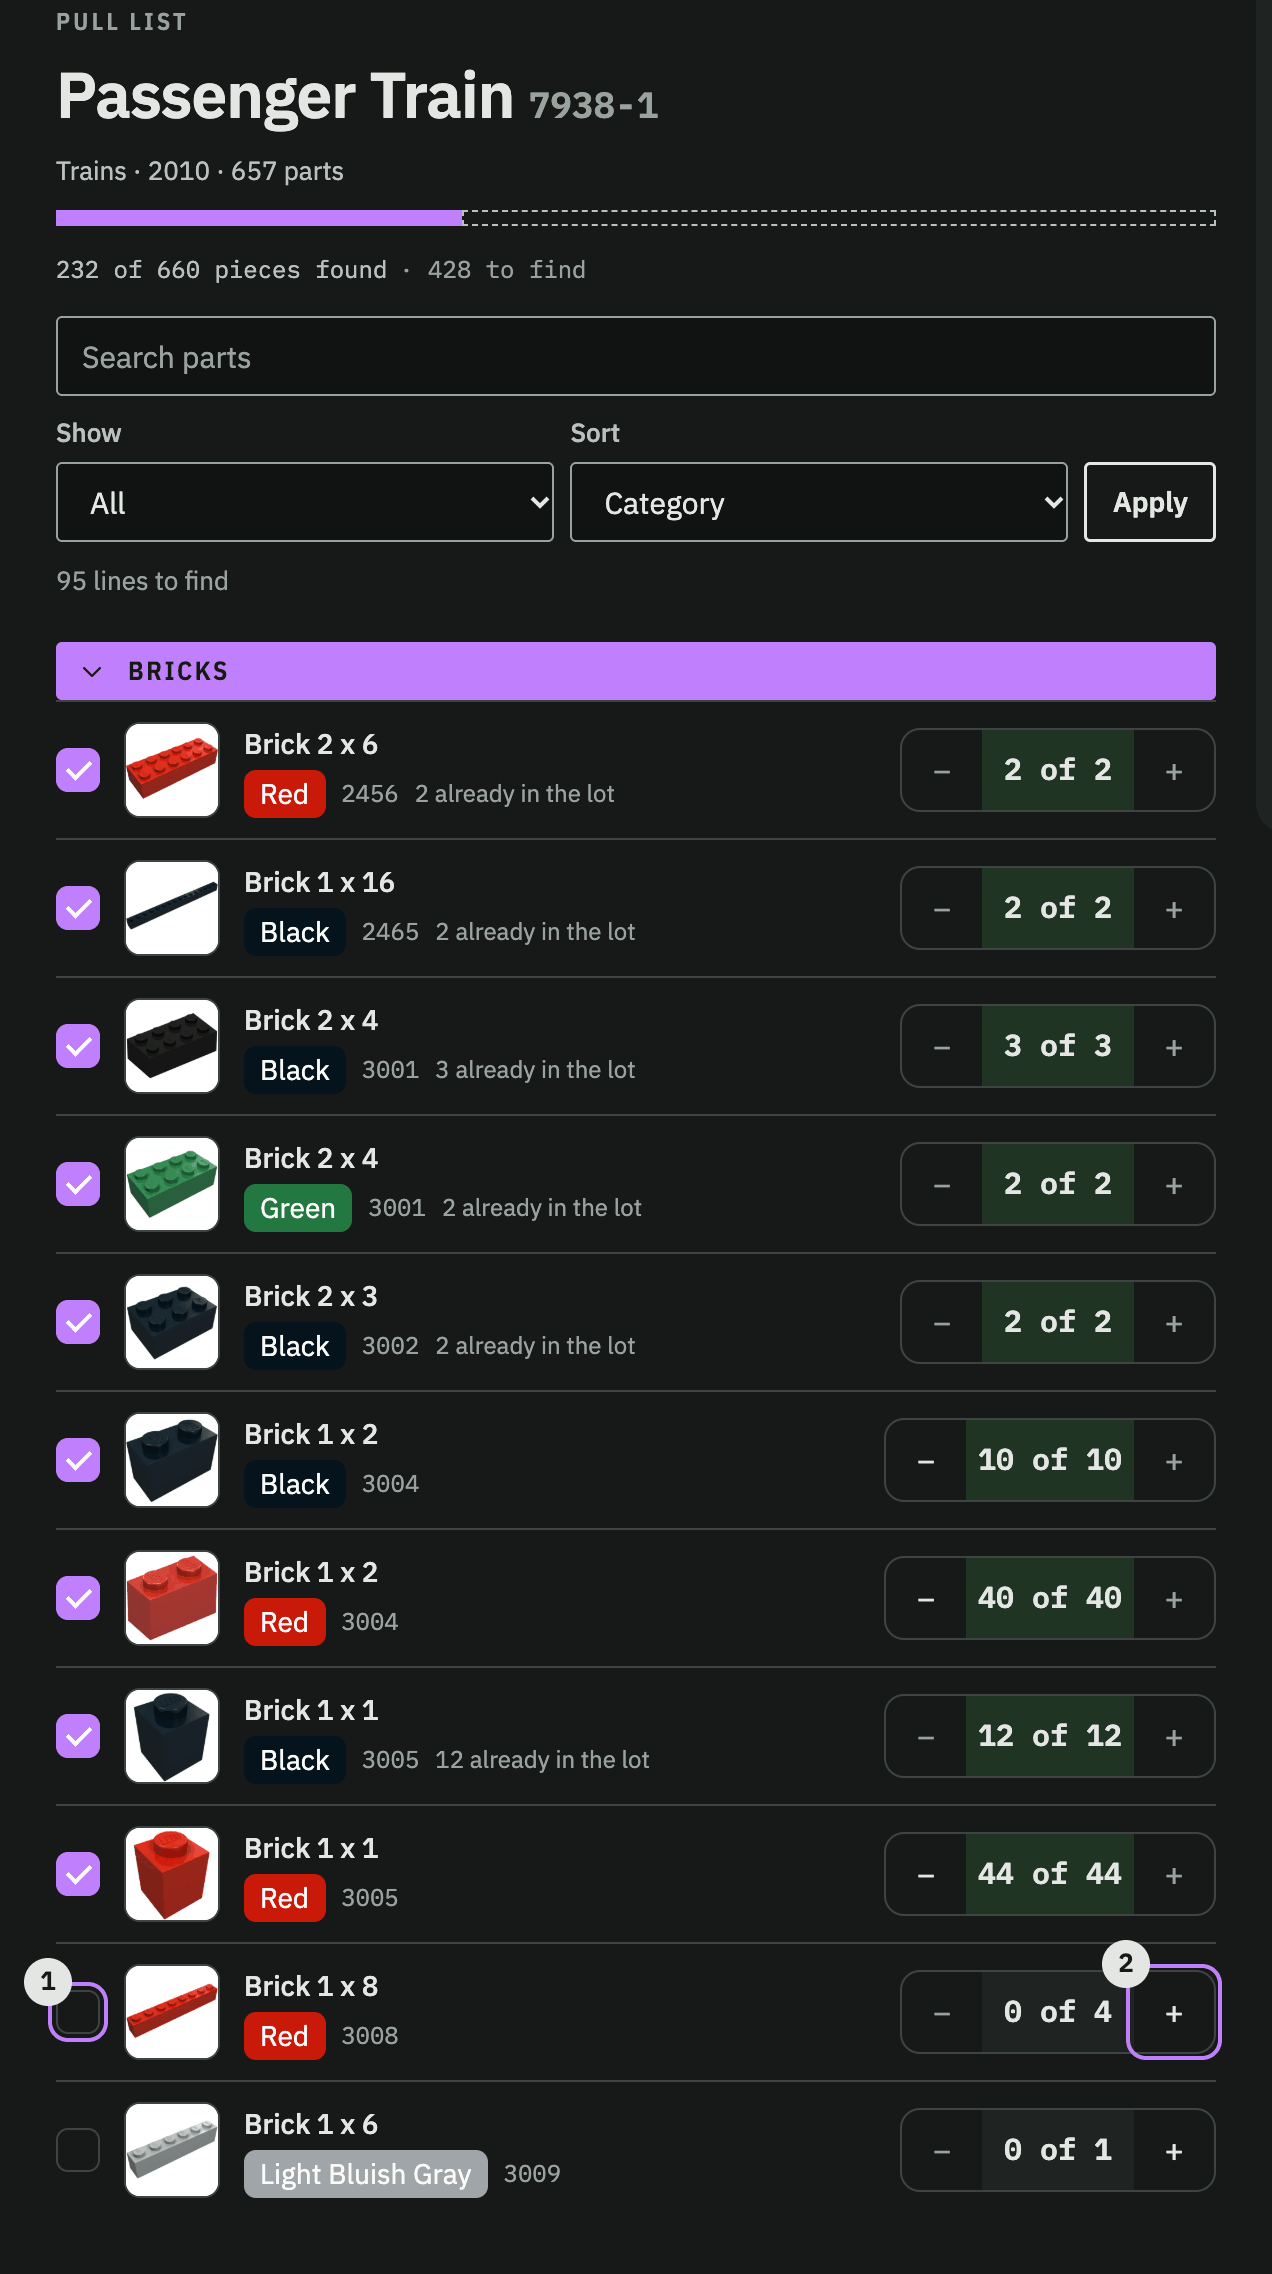 PULL LIST
Passenger Train 7938-1
Trains · 2010 · 657 parts
232 of 660 pieces found · 428 to find
Search parts
Show Sort
All Category Apply
95 lines to find
BRICKS
Brick 2 x 6
Red 2456 2 already in the lot
− 2 of 2 +
Brick 1 x 16
Black 2465 2 already in the lot
− 2 of 2 +
Brick 2 x 4
Black 3001 3 already in the lot
− 3 of 3 +
Brick 2 x 4
Green 3001 2 already in the lot
− 2 of 2 +
Brick 2 x 3
Black 3002 2 already in the lot
− 2 of 2 +
Brick 1 x 2
Black 3004
− 10 of 10 +
Brick 1 x 2
Red 3004
− 40 of 40 +
Brick 1 x 1
Black 3005 12 already in the lot
− 12 of 12 +
Brick 1 x 1
Red 3005
− 44 of 44 +
1
Brick 1 x 8
Red 3008
2
− 0 of 4 +
Brick 1 x 6
Light Bluish Gray 3009
− 0 of 1 +